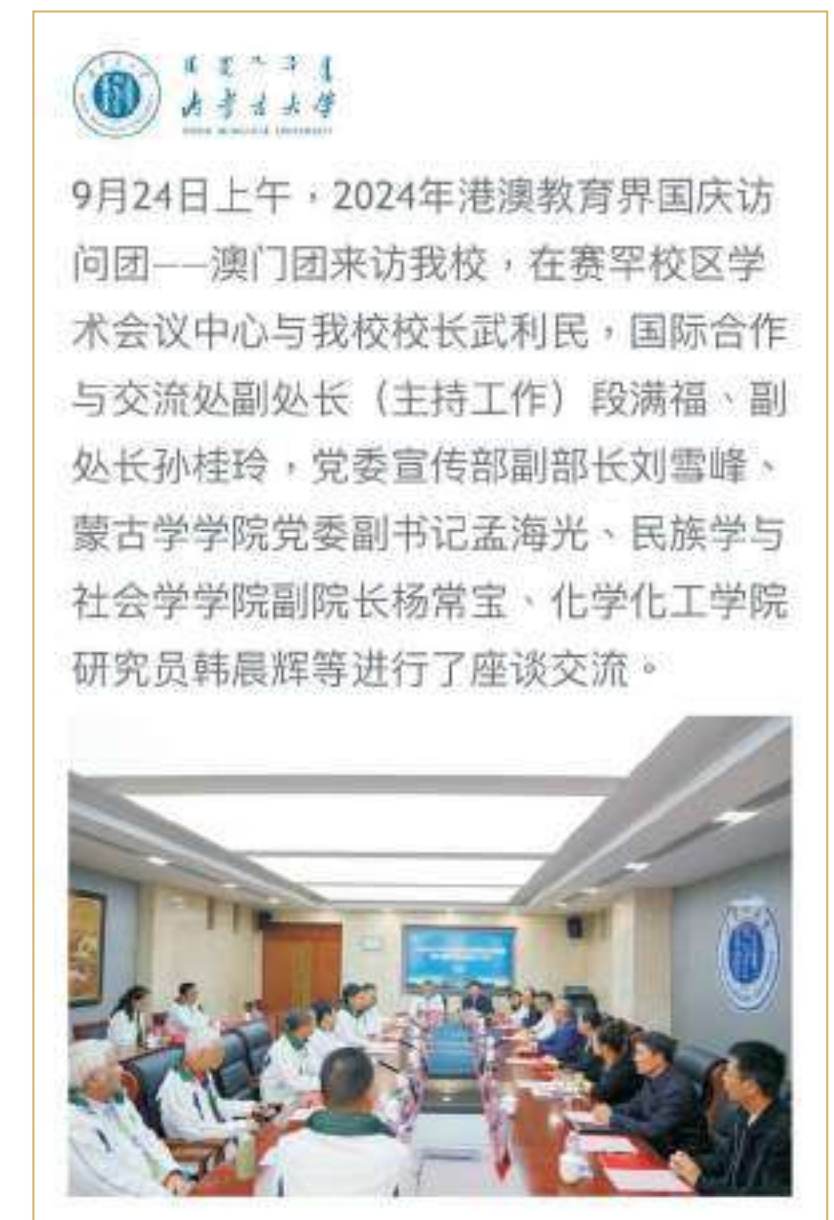 内蒙古大学
INNER MONGOLIA UNIVERSITY
9月24日上午，2024年港澳教育界国庆访
问团——澳门团来访我校，在赛罕校区学
术会议中心与我校校长武利民，国际合作
与交流处副处长（主持工作）段满福、副
处长孙桂玲，党委宣传部副部长刘雪峰、
蒙古学学院党委副书记孟海光、民族学与
社会学学院副院长杨常宝、化学化工学院
研究员韩晨辉等进行了座谈交流。